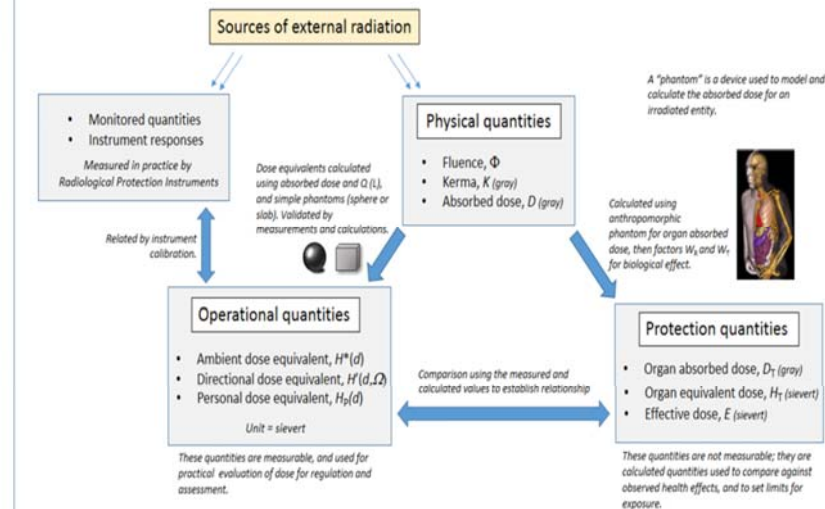 Sources of external radiation
• Monitored quantities
• Instrument responses
Measured in practice by
Radiological Protection Instruments
Physical quantities
• Fluence, Φ
• Kerma, K (gray)
• Absorbed dose, D (gray)
A “phantom” is a device used to model and
calculate the absorbed dose for an
irradiated entity.
Dose equivalents calculated
using absorbed dose and Q (L),
and simple phantoms (sphere or
slab). Validated by
measurements and calculations.
Calculated using
anthropomorphic
phantom for organ absorbed
dose, then factors WR and WT
for biological effect.
Related by instrument
calibration.
Operational quantities
• Ambient dose equivalent, H*(d)
• Directional dose equivalent, H'(d,Ω)
• Personal dose equivalent, HP(d)
Unit = sievert
Comparison using the measured and
calculated values to establish relationship
Protection quantities
• Organ absorbed dose, DT (gray)
• Organ equivalent dose, HT (sievert)
• Effective dose, E (sievert)
These quantities are measurable, and used for
practical evaluation of dose for regulation and
assessment.
These quantities are not measurable; they are
calculated quantities used to compare against
observed health effects, and to set limits for
exposure.